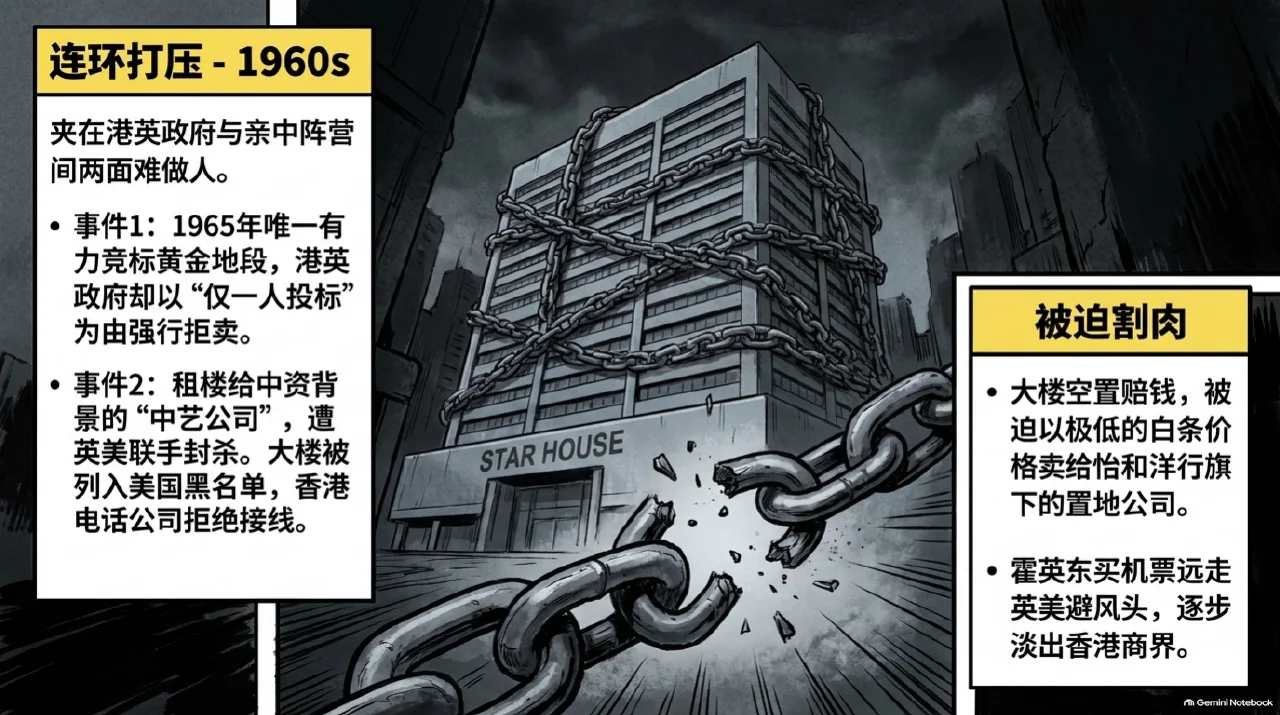 连环打压 - 1960s
夹在港英政府与亲中阵营
间两面难做人。
• 事件1：1965年唯一有
力竞标黄金地段，港英
政府却以“仅一人投标”
为由强行拒卖。
• 事件2：租楼给中资背
景的“中艺公司”，遭
英美联手封杀。大楼被
列入美国黑名单，香港
电话公司拒绝接线。
STAR HOUSE
被迫割肉
• 大楼空置赔钱，被
迫以极低的白条价
格卖给怡和洋行旗
下的置地公司。
• 霍英东买机票远走
英美避风头，逐步
淡出香港商界。
Gemini Notebook